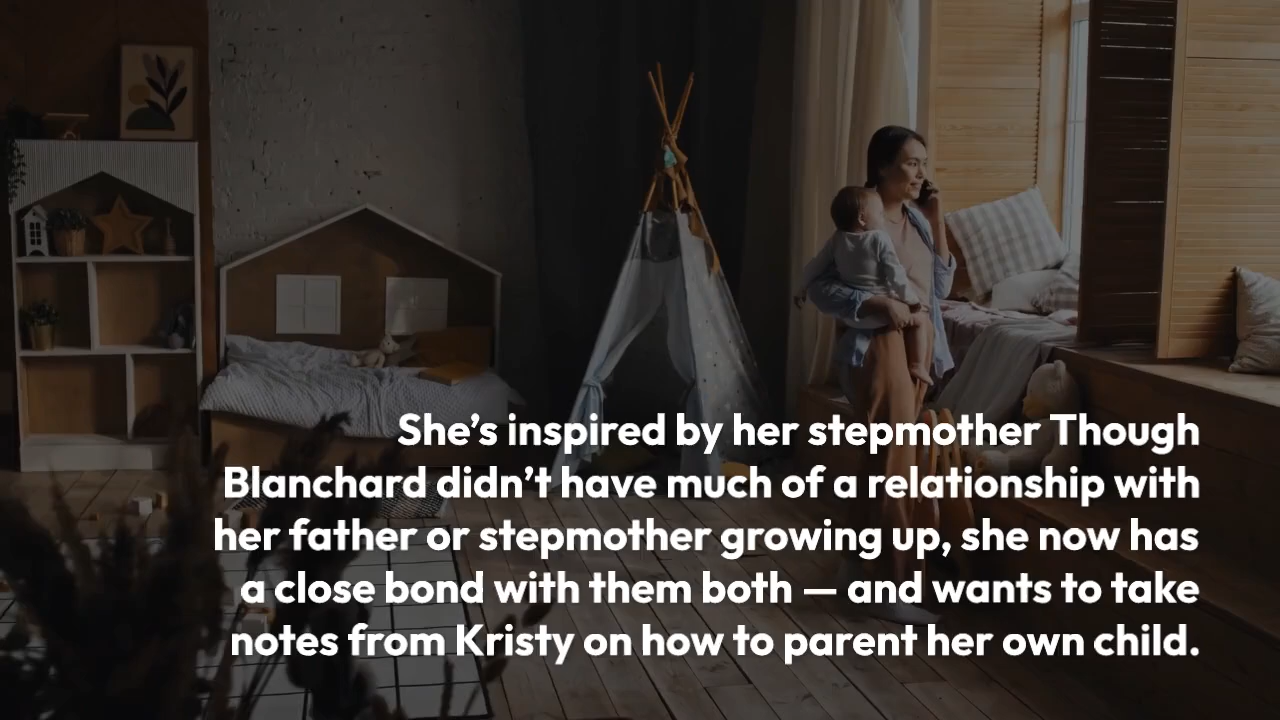 She’s inspired by her stepmother Though
Blanchard didn’t have much of a relationship with
her father or stepmother growing up, she now has
a close bond with them both — and wants to take
notes from Kristy on how to parent her own child.